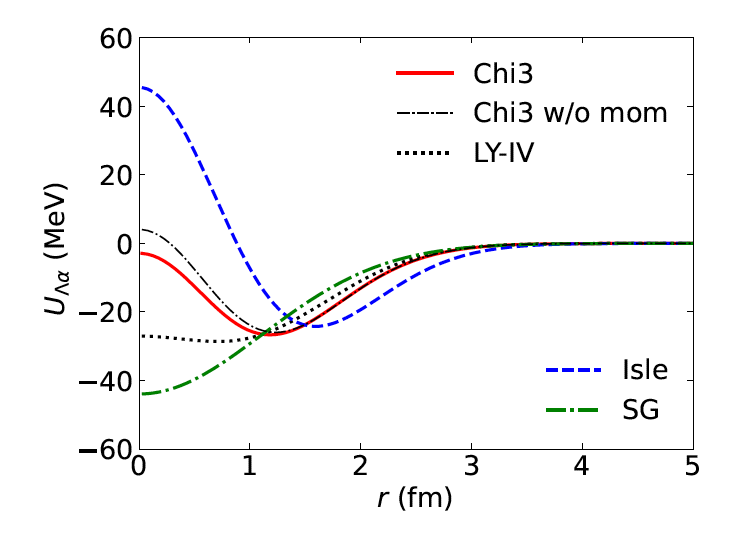 60
40
20
0
−20
−40
−60
U_Λα (MeV)
Chi3
Chi3 w/o mom
LY-IV
Isle
SG
0 1 2 3 4 5
r (fm)